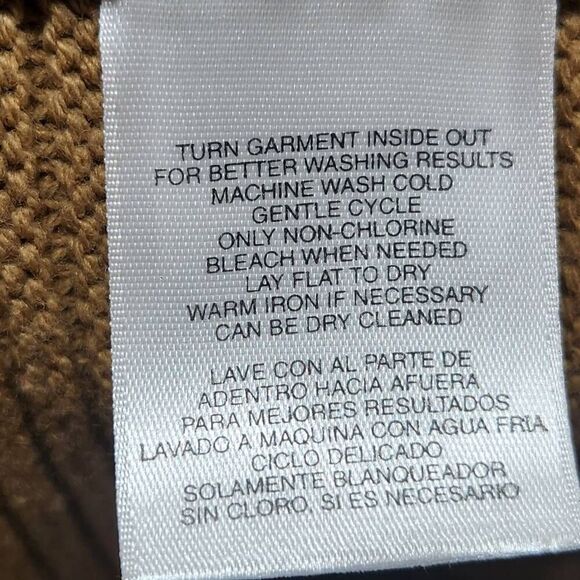 TURN GARMENT INSIDE OUT
FOR BETTER WASHING RESULTS
MACHINE WASH COLD
GENTLE CYCLE
ONLY NON-CHLORINE
BLEACH WHEN NEEDED
LAY FLAT TO DRY
WARM IRON IF NECESSARY
CAN BE DRY CLEANED
LAVE CON AL PARTE DE
ADENTRO HACIA AFUERA
PARA MEJORES RESULTADOS
LAVADO A MAQUINA CON AGUA FRIA
CICLO DELICADO
SOLAMENTE BLANQUEADOR
SIN CLORO, SI ES NECESARIO